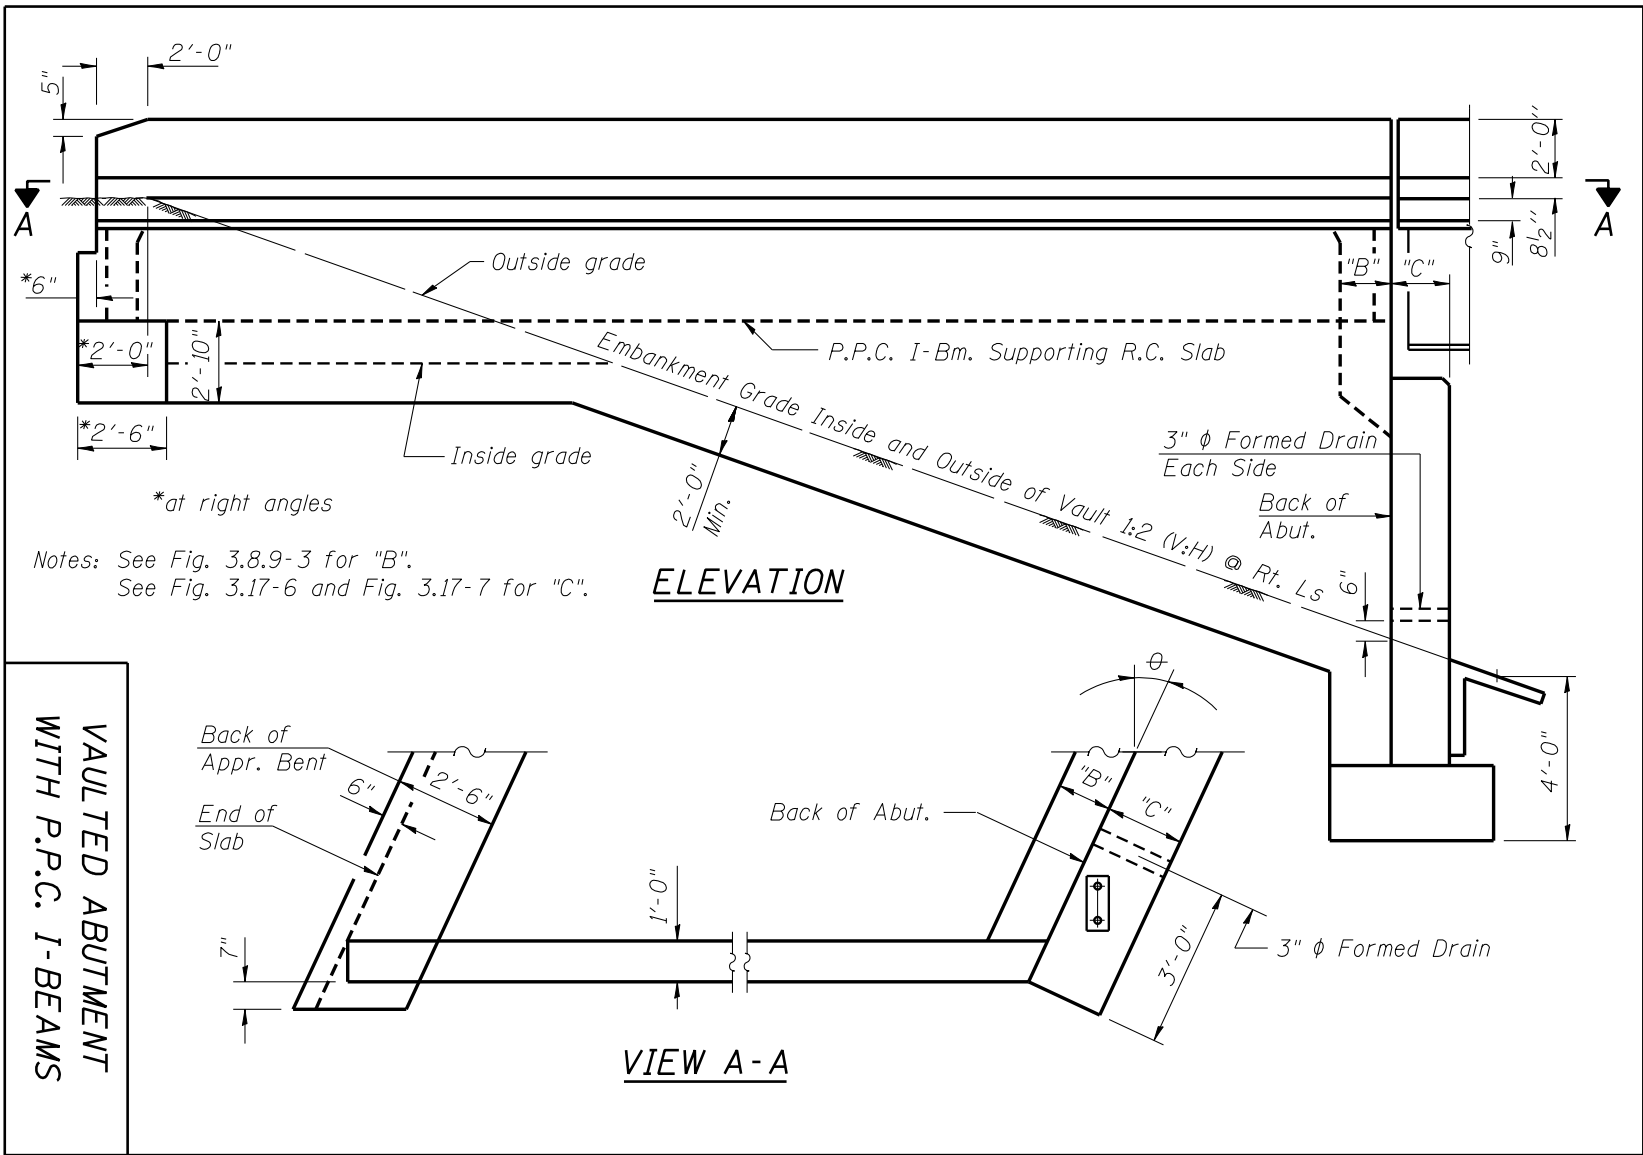 2'-0"
5"
A
A
2'-0"
8½"
9"
Outside grade
"B"
"C"
*6"
*2'-0"
2'-10"
P.P.C. I-Bm. Supporting R.C. Slab
Embankment Grade Inside and Outside of Vault 1:2 (V:H) @ Rt. Ls
*2'-6"
Inside grade
3" ϕ Formed Drain
Each Side
2'-0"
Min.
Back of
Abut.
*at right angles
Notes: See Fig. 3.8.9-3 for "B".
See Fig. 3.17-6 and Fig. 3.17-7 for "C".
ELEVATION
6"
4'-0"
θ
Back of
Appr. Bent
6"
2'-6"
End of
Slab
"B"
"C"
Back of Abut.
1'-0"
7"
3'-0"
3" ϕ Formed Drain
VIEW A-A
VAULTED ABUTMENT
WITH P.P.C. I-BEAMS